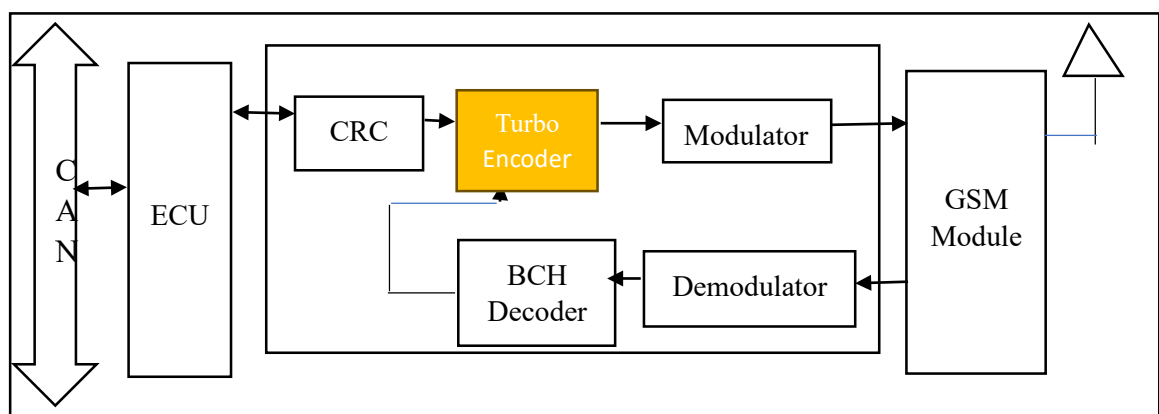 C
A
N
ECU
CRC
Turbo
Encoder
Modulator
BCH
Decoder
Demodulator
GSM
Module